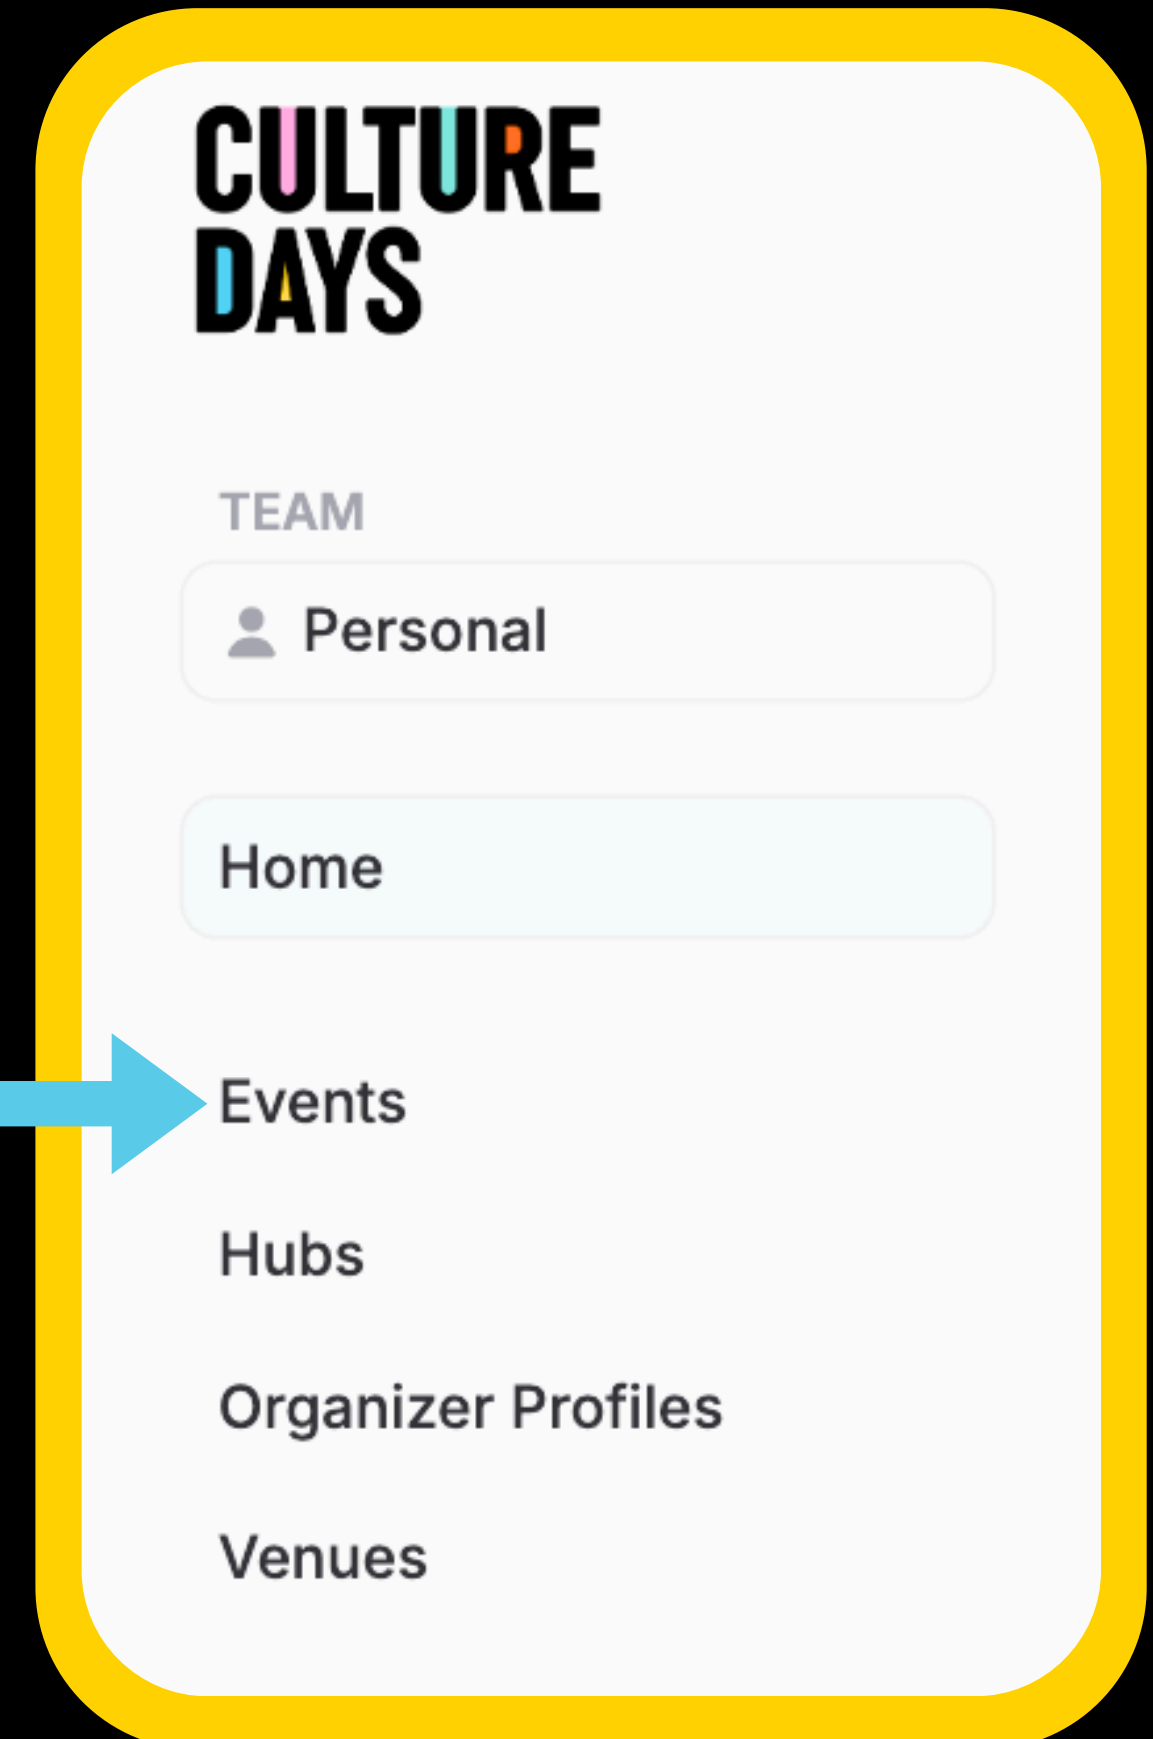 CULTURE
DAYS
TEAM
Personal
Home
Events
Hubs
Organizer Profiles
Venues